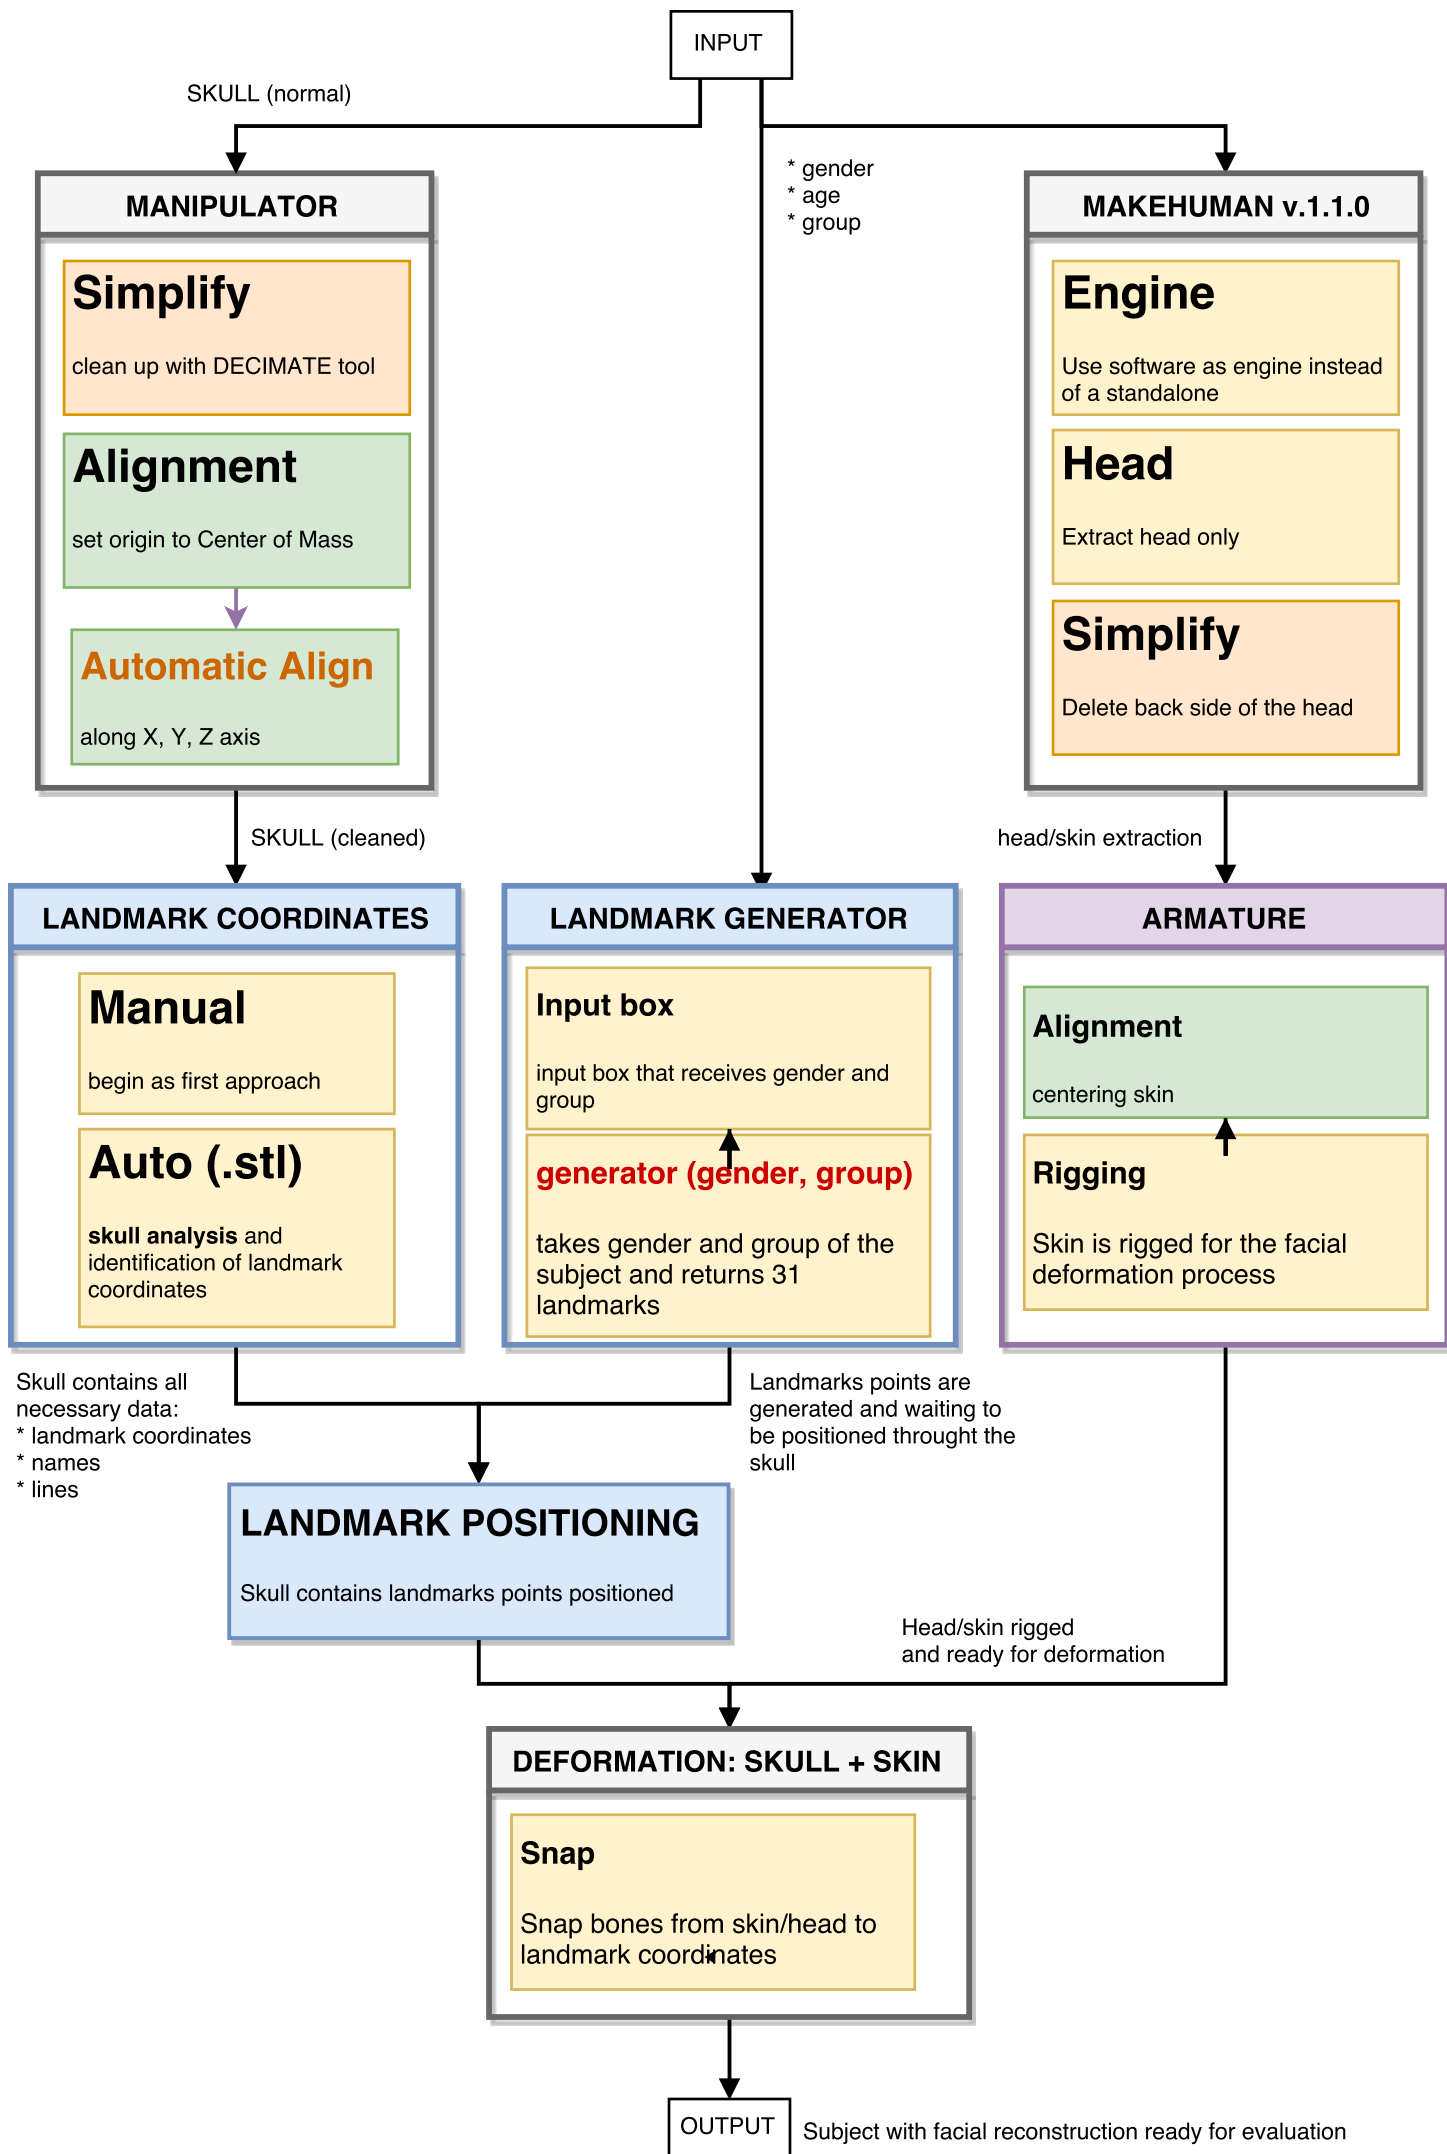 INPUT
SKULL (normal)
* gender
* age
* group
MANIPULATOR
Simplify
clean up with DECIMATE tool
Alignment
set origin to Center of Mass
Automatic Align
along X, Y, Z axis
MAKEHUMAN v.1.1.0
Engine
Use software as engine instead
of a standalone
Head
Extract head only
Simplify
Delete back side of the head
SKULL (cleaned)
head/skin extraction
LANDMARK COORDINATES
Manual
begin as first approach
Auto (.stl)
skull analysis and
identification of landmark
coordinates
LANDMARK GENERATOR
Input box
input box that receives gender and
group
generator (gender, group)
takes gender and group of the
subject and returns 31
landmarks
ARMATURE
Alignment
centering skin
Rigging
Skin is rigged for the facial
deformation process
Skull contains all
necessary data:
* landmark coordinates
* names
* lines
Landmarks points are
generated and waiting to
be positioned throught the
skull
LANDMARK POSITIONING
Skull contains landmarks points positioned
Head/skin rigged
and ready for deformation
DEFORMATION: SKULL + SKIN
Snap
Snap bones from skin/head to
landmark coordinates
OUTPUT
Subject with facial reconstruction ready for evaluation